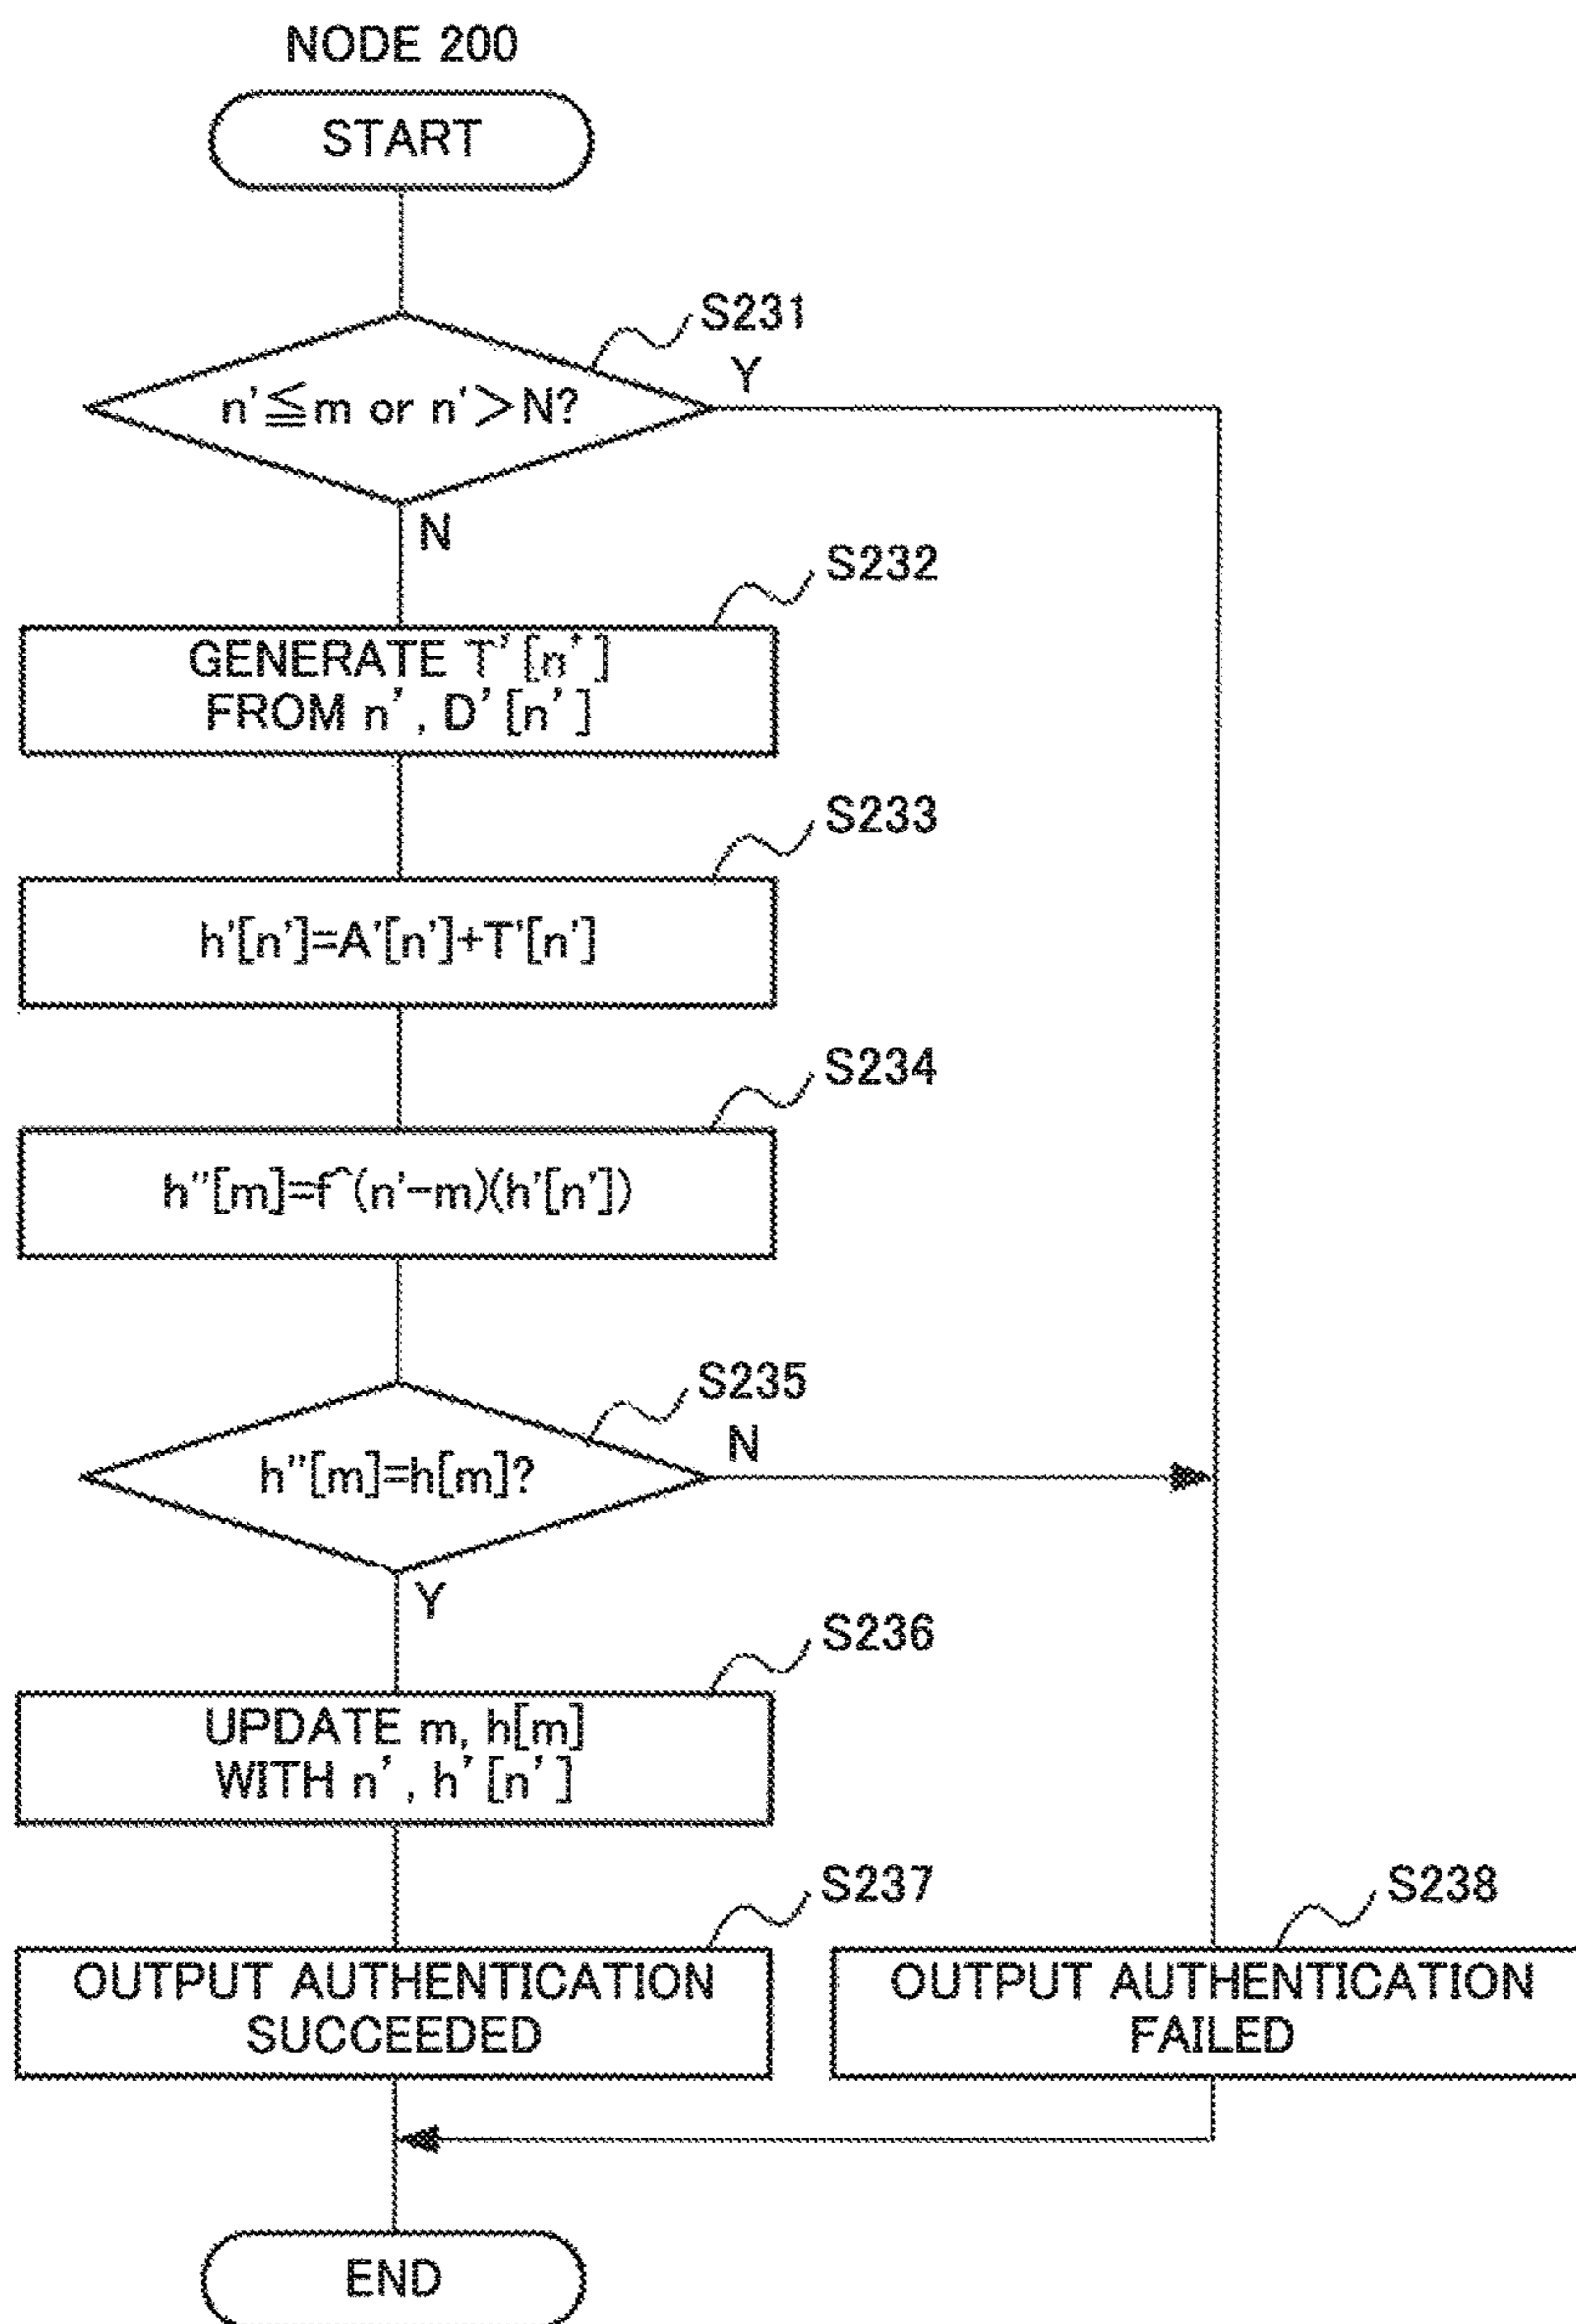 NODE 200
START
S231
n'≦m or n'>N?
Y
N
S232
GENERATE T'[n']
FROM n', D'[n']
S233
h'[n']=A'[n']+T'[n']
S234
h''[m]=f^(n'-m)(h'[n'])
S235
h''[m]=h[m]?
N
Y
S236
UPDATE m, h[m]
WITH n', h'[n']
S237
OUTPUT AUTHENTICATION
SUCCEEDED
S238
OUTPUT AUTHENTICATION
FAILED
END